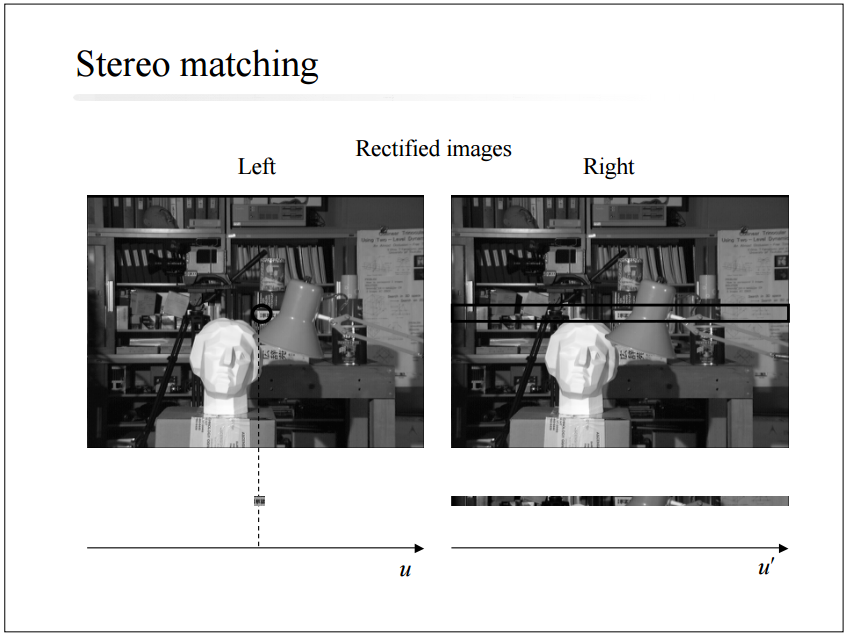 Stereo matching
Rectified images
Left
Right
u
u'